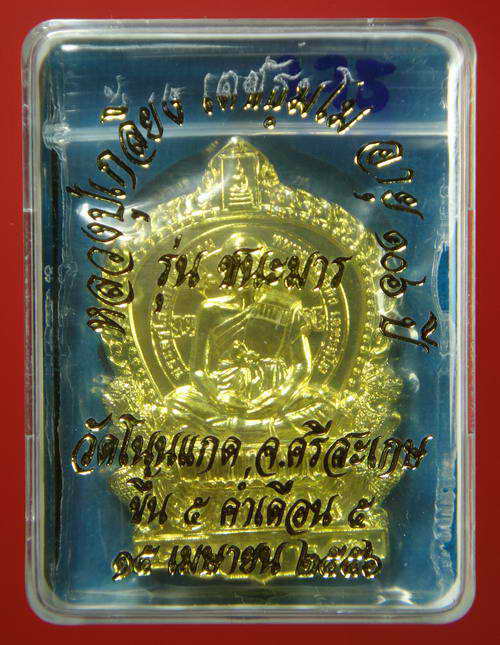 หลวงปู่เกลี้ยง เตชธมฺโม อายุ ๑๐๖ ปี
รุ่น ชนะมาร
วัดโนนแกด จ.ศรีสะเกษ
ขึ้น ๕ ค่ำเดือน ๕
๑๕ เมษายน ๒๕๕๖